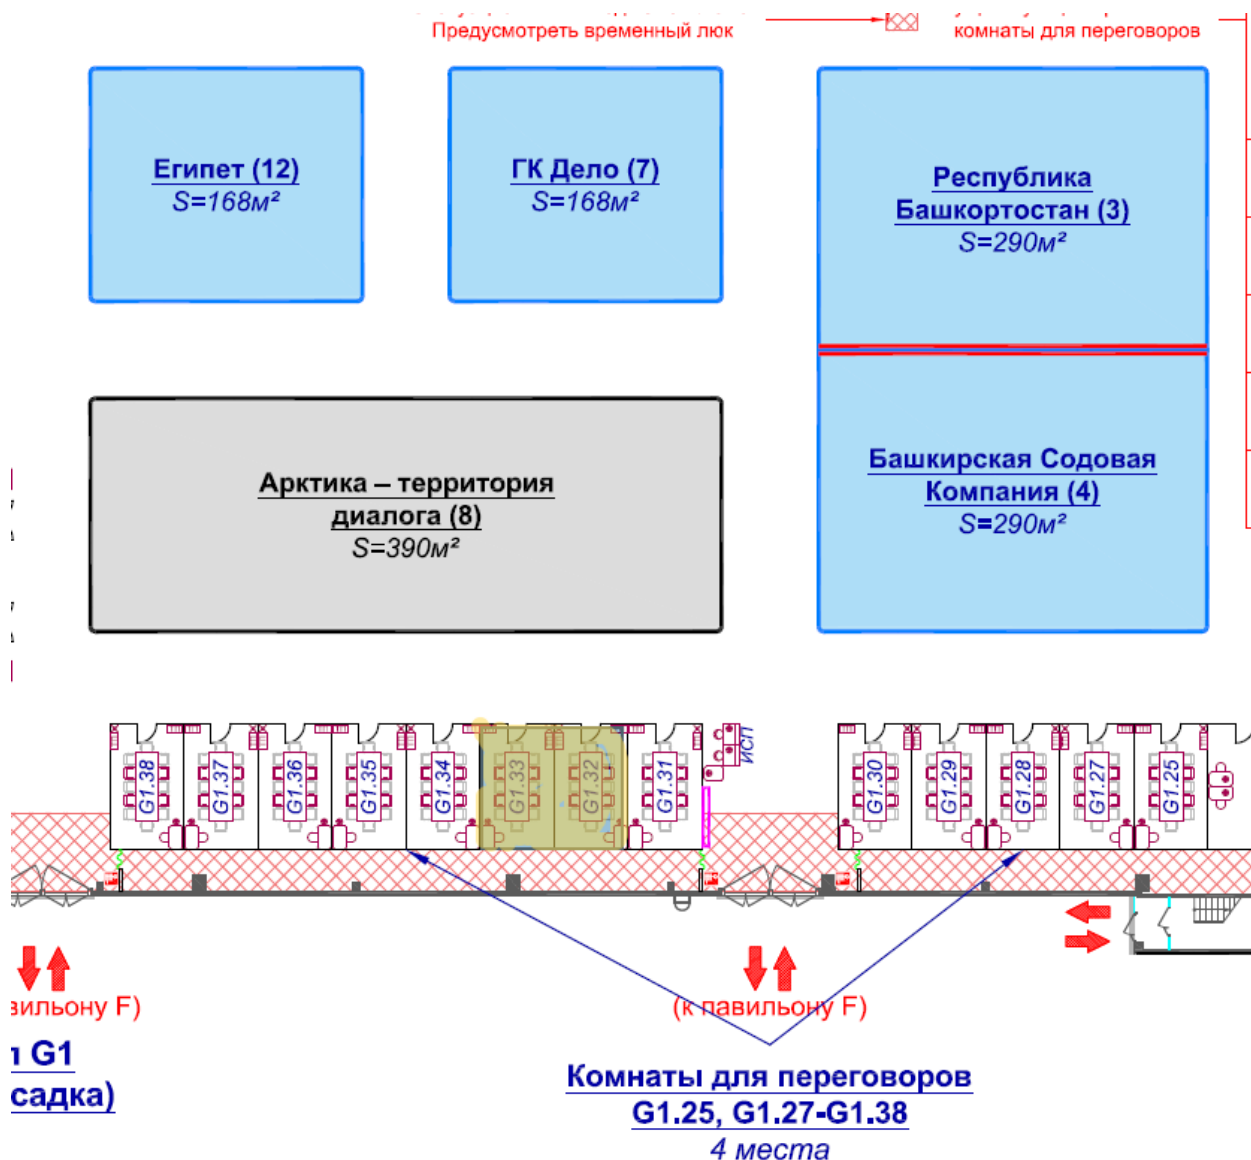 Предусмотреть временный люк
комнаты для переговоров
Египет (12)
S=168м²
ГК Дело (7)
S=168м²
Республика
Башкортостан (3)
S=290м²
Арктика – территория
диалога (8)
S=390м²
Башкирская Содовая
Компания (4)
S=290м²
G1.38
G1.37
G1.36
G1.35
G1.34
G1.33
G1.32
G1.31
ИСП
G1.30
G1.29
G1.28
G1.27
G1.25
вильону F)
(к павильону F)
G1
садка)
Комнаты для переговоров
G1.25, G1.27-G1.38
4 места